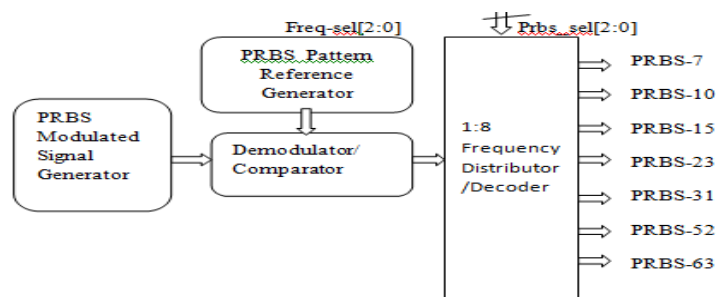 Freq-sel[2:0]
Prbs_sel[2:0]
PRBS Pattern
Reference
Generator
PRBS
Modulated
Signal
Generator
Demodulator/
Comparator
1:8
Frequency
Distributor
/Decoder
PRBS-7
PRBS-10
PRBS-15
PRBS-23
PRBS-31
PRBS-52
PRBS-63